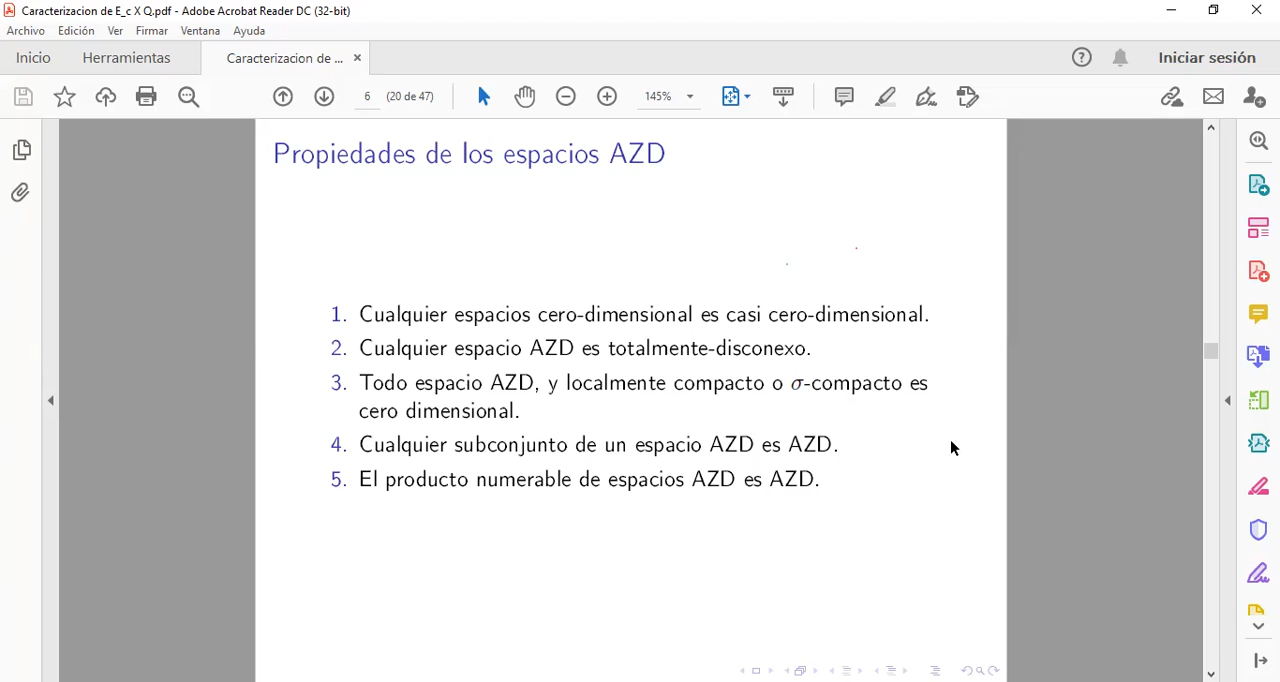 Caracterizacion de E_c X Q.pdf - Adobe Acrobat Reader DC (32-bit)
Archivo Edición Ver Firmar Ventana Ayuda
Inicio Herramientas Caracterizacion de ... × Iniciar sesión
6 (20 de 47) 145%
Propiedades de los espacios AZD
1. Cualquier espacios cero-dimensional es casi cero-dimensional.
2. Cualquier espacio AZD es totalmente-disconexo.
3. Todo espacio AZD, y localmente compacto o σ-compacto es
cero dimensional.
4. Cualquier subconjunto de un espacio AZD es AZD.
5. El producto numerable de espacios AZD es AZD.